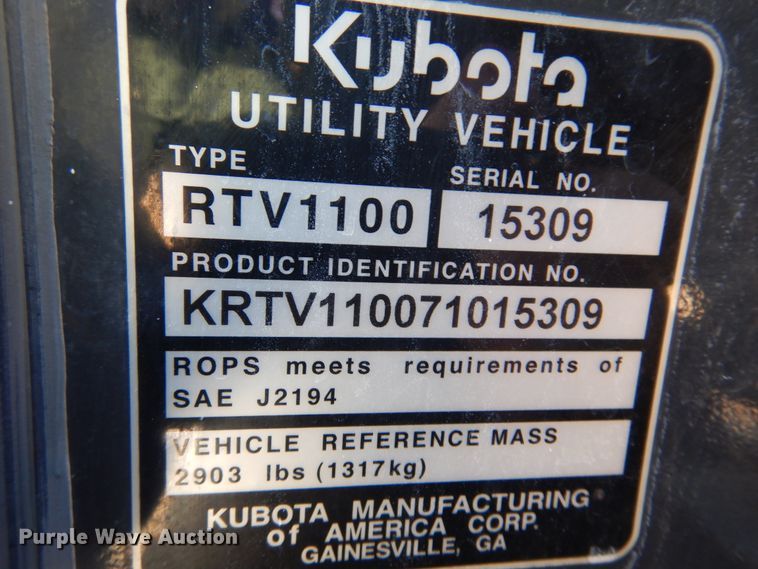 Kubota
UTILITY VEHICLE
TYPE
SERIAL NO.
RTV1100
15309
PRODUCT IDENTIFICATION NO.
KRTV110071015309
ROPS meets requirements of
SAE J2194
VEHICLE REFERENCE MASS
2903 lbs (1317kg)
KUBOTA MANUFACTURING
of AMERICA CORP.
GAINESVILLE, GA
Purple Wave Auction